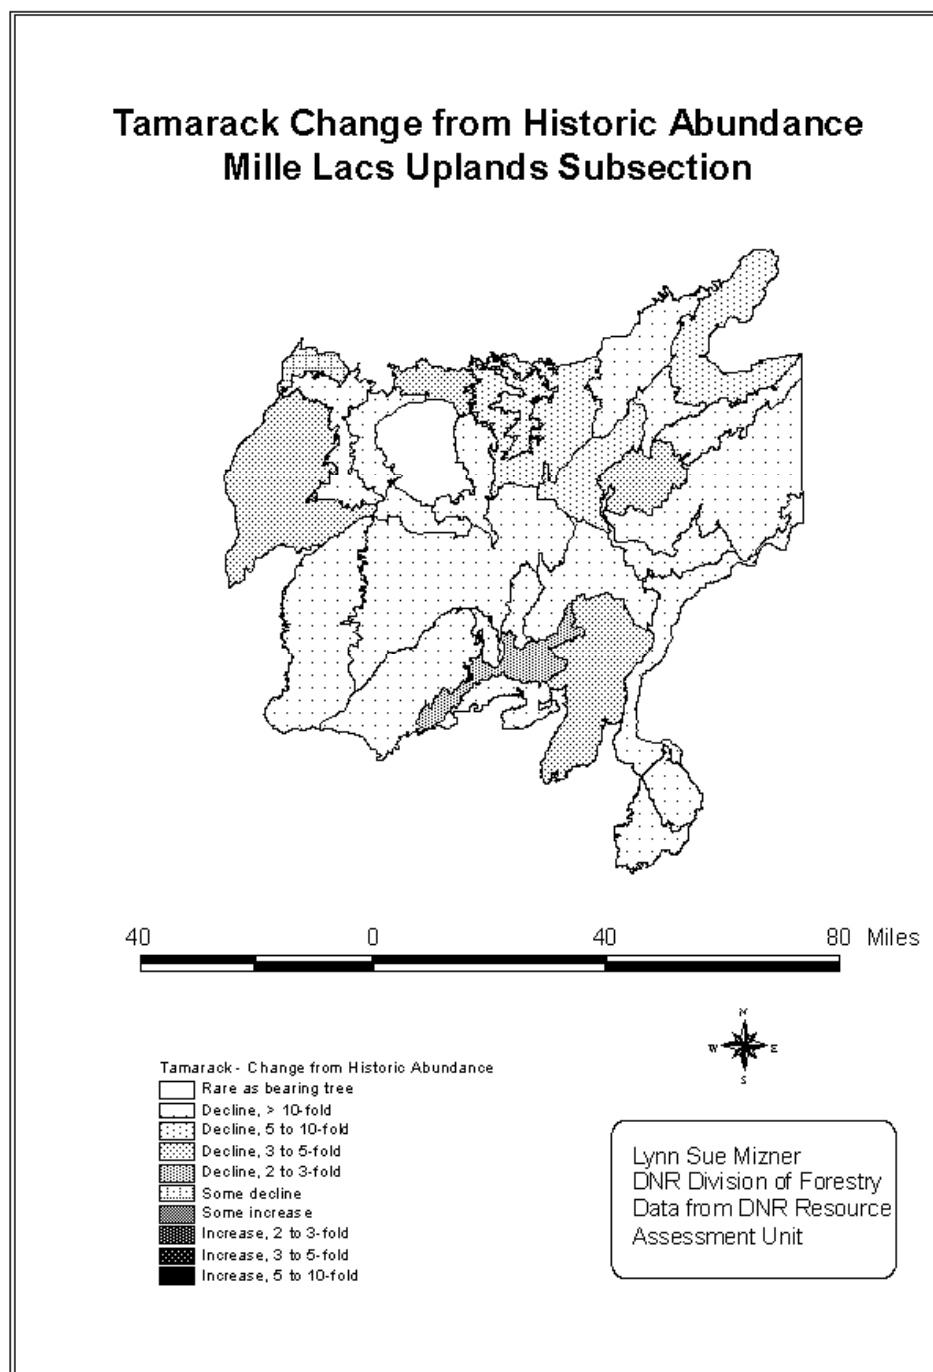 Tamarack Change from Historic Abundance
Mille Lacs Uplands Subsection
40 0 40 80 Miles
N
W E
S
Tamarack - Change from Historic Abundance
Rare as bearing tree
Decline, > 10-fold
Decline, 5 to 10-fold
Decline, 3 to 5-fold
Decline, 2 to 3-fold
Some decline
Some increase
Increase, 2 to 3-fold
Increase, 3 to 5-fold
Increase, 5 to 10-fold
Lynn Sue Mizner
DNR Division of Forestry
Data from DNR Resource
Assessment Unit